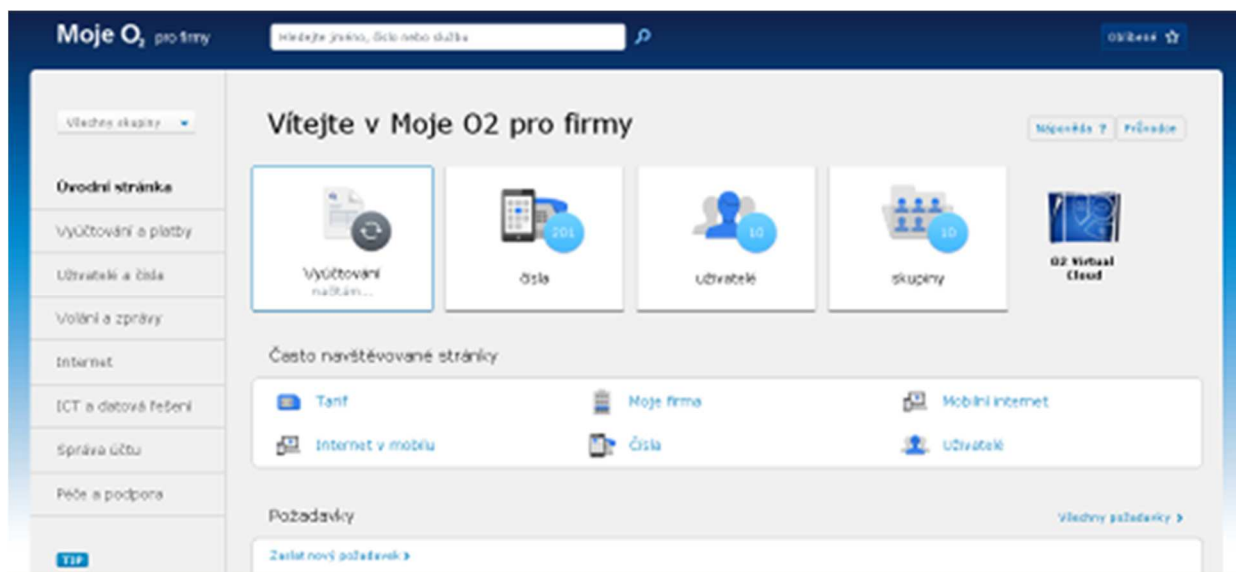 Moje O2 pro firmy
Hledejte jméno, číslo nebo službu
Oblíbené
Všechny skupiny
Úvodní stránka
Vyúčtování a platby
Uživatelé a čísla
Volání a zprávy
Internet
ICT a datová řešení
Správa účtu
Péče a podpora
TIP
Vítejte v Moje O2 pro firmy
Nápověda ? Průvodce
Vyúčtování
načítám...
201
čísla
10
uživatelé
10
skupiny
O2 Virtual
Cloud
Často navštěvované stránky
Tarif
Moje firma
Mobilní internet
Internet v mobilu
Čísla
Uživatelé
Požadavky
Všechny požadavky
Zaslat nový požadavek